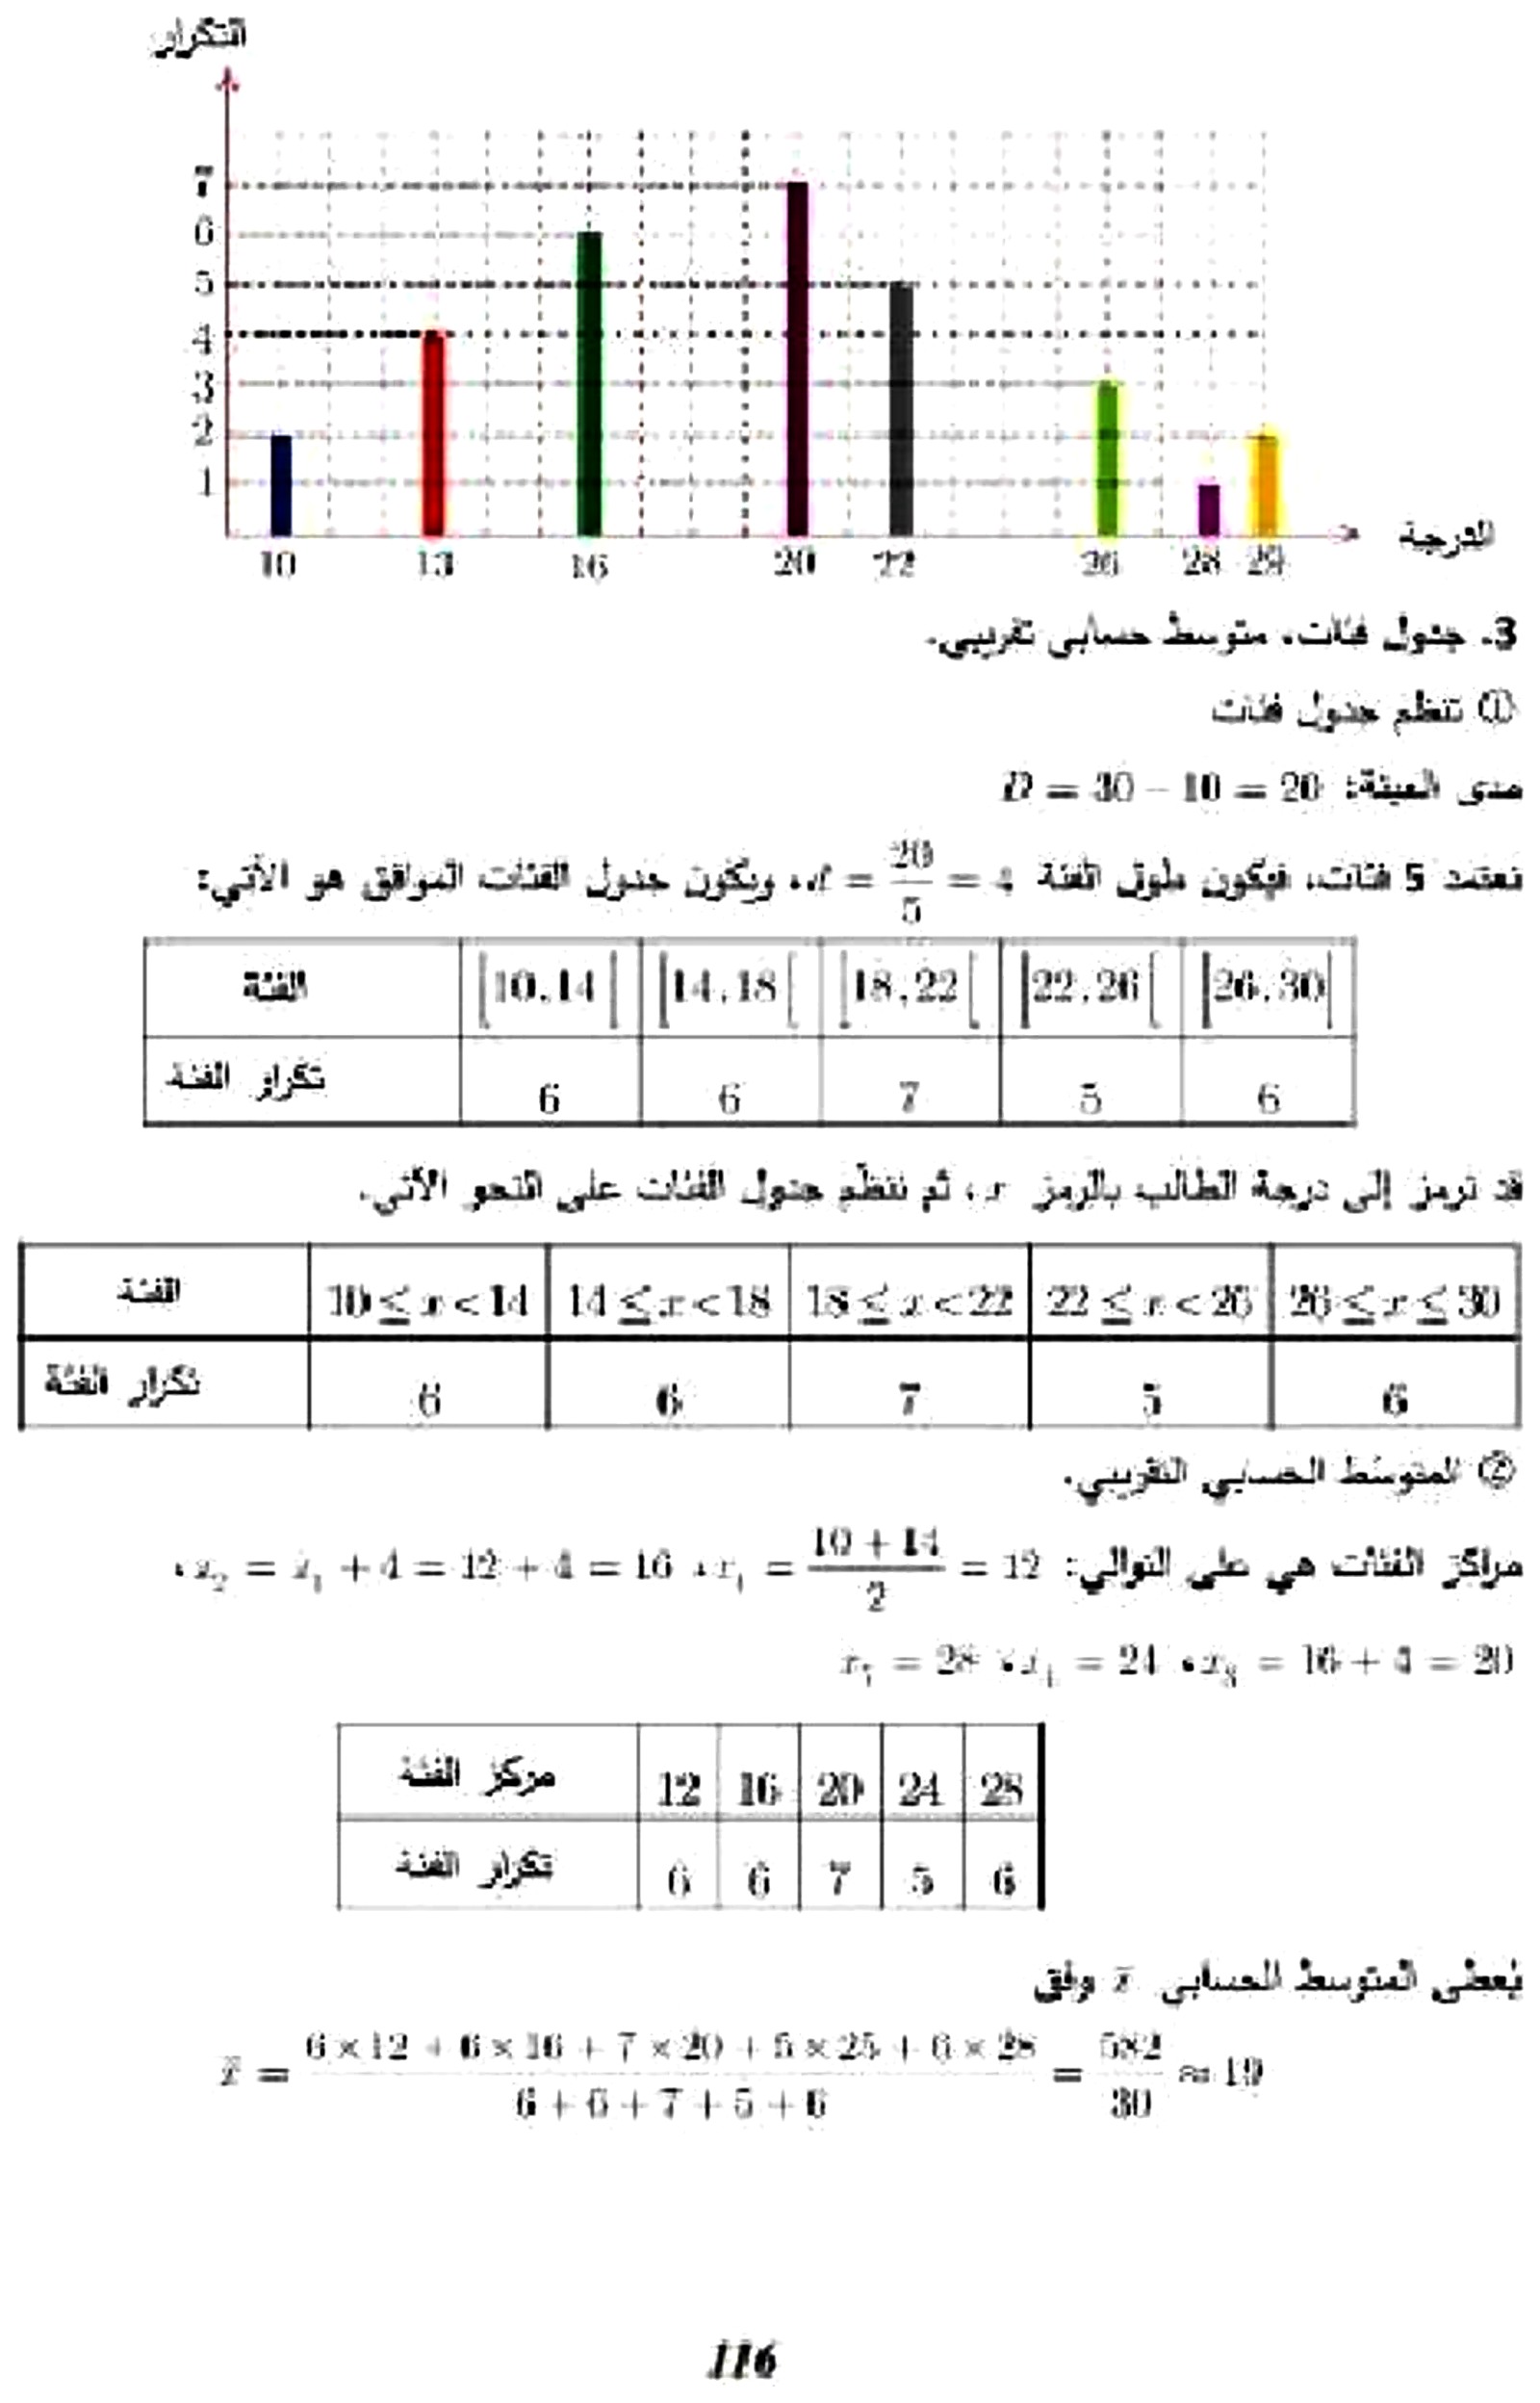 التكرار
7
6
5
4
3
2
1
10 13 16 20 22 26 28 29
الدرجة
3. جدول فئات، متوسط حسابي تقريبي.
① ننظم جدول فئات
مدى العينة: D = 30 − 10 = 20
نعتمد 5 فئات، فيكون طول الفئة d = 20/5 = 4، ويكون جدول الفئات الموافق هو الآتي:
الفئة [10,14[ [14,18[ [18,22[ [22,26[ [26,30]
تكرار الفئة 6 6 7 5 6
قد نرمز إلى درجة الطالب بالرمز x، ثم ننظّم جدول الفئات على النحو الآتي.
الفئة 10 ≤ x < 14 14 ≤ x < 18 18 ≤ x < 22 22 ≤ x < 26 26 ≤ x ≤ 30
تكرار الفئة 6 6 7 5 6
② المتوسّط الحسابي التقريبي.
مراكز الفئات هي على التوالي: x₁ = (10 + 14)/2 = 12، x₂ = x₁ + 4 = 12 + 4 = 16،
x₃ = 16 + 4 = 20، x₄ = 24، = 28
مركز الفئة 12 16 20 24 28
تكرار الفئة 6 6 7 5 6
يُعطى المتوسط الحسابي x̄ وفق
x̄ = (6 × 12 + 6 × 16 + 7 × 20 + 5 × 25 + 6 × 28)/(6 + 6 + 7 + 5 + 6) = 582/30 ≈ 19
116